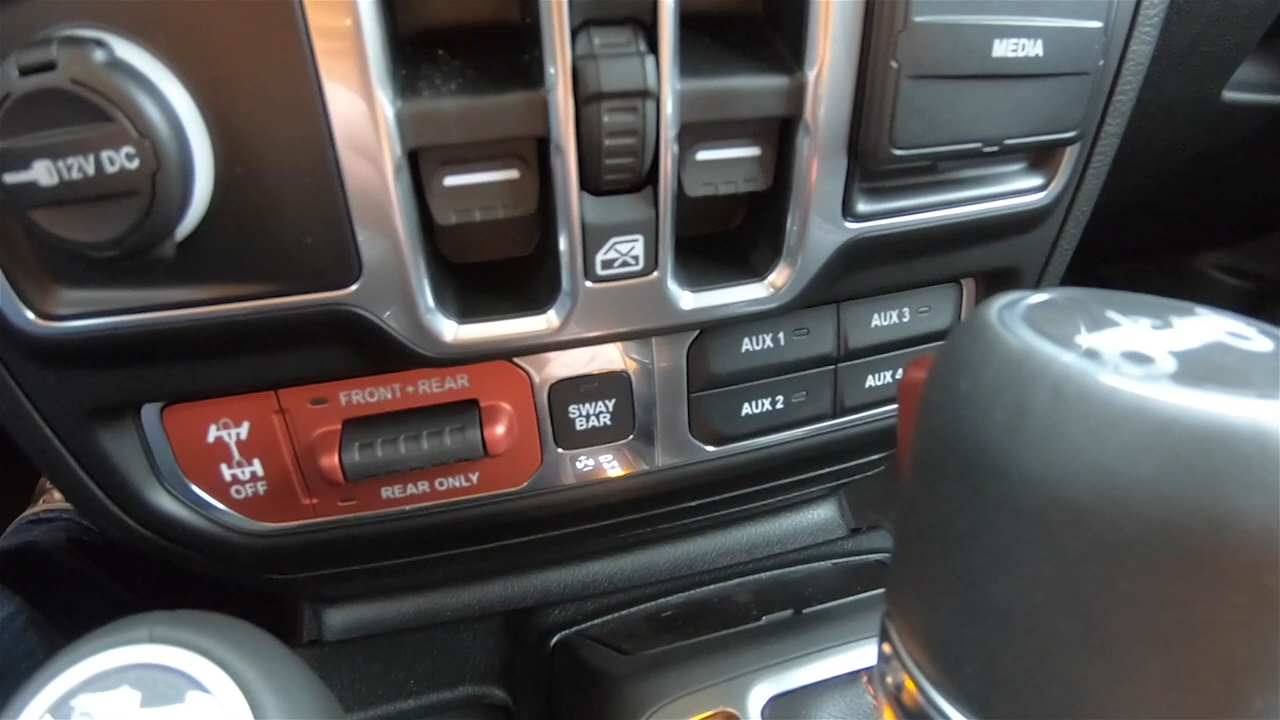 MEDIA
12V DC
AUX 1
AUX 3
FRONT+REAR
SWAY
BAR
AUX 2
AUX 4
OFF
REAR ONLY